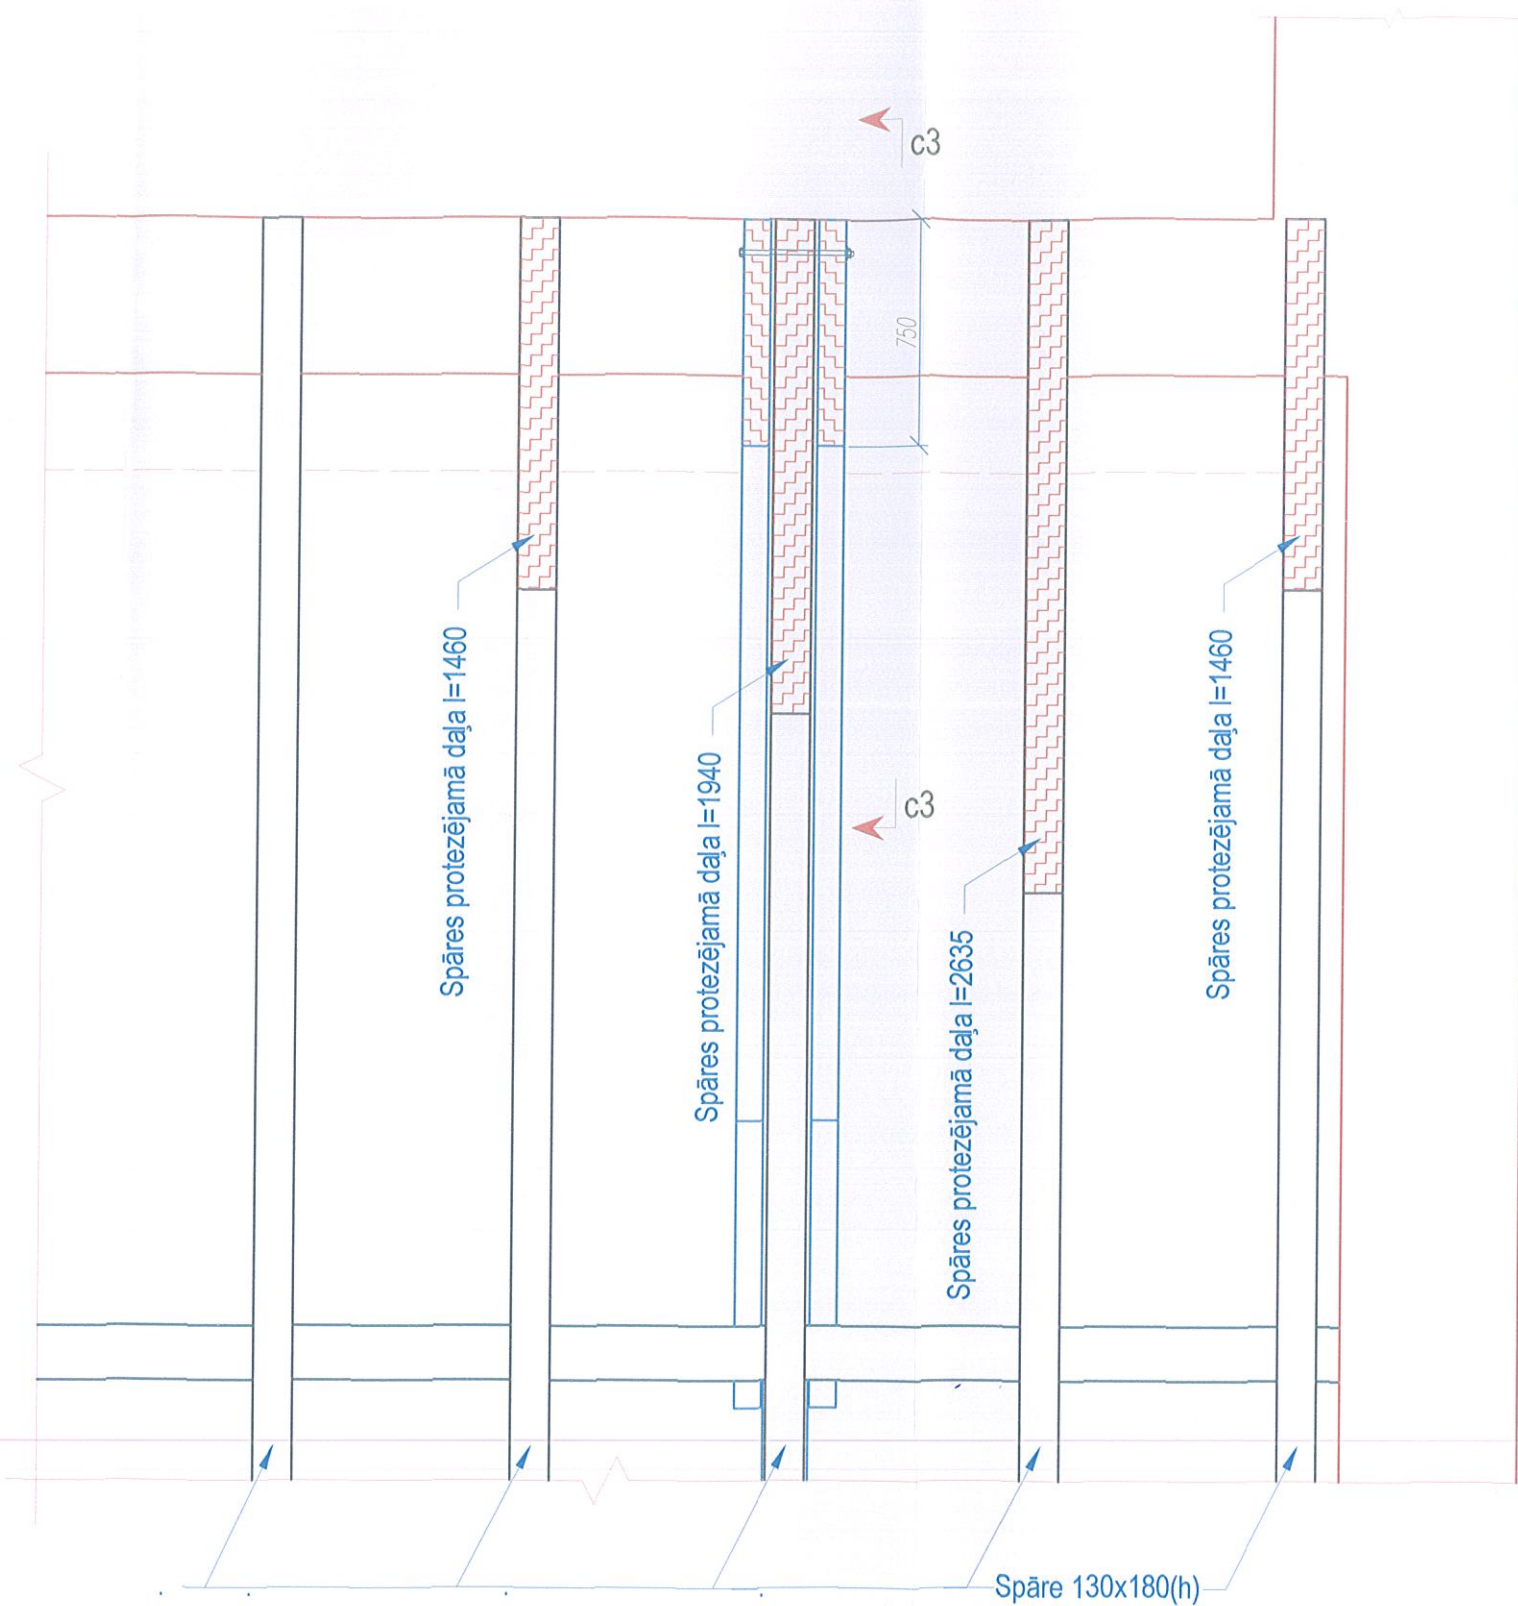 c3
750
Spāres protezējamā daļa l=1460
Spāres protezējamā daļa l=1940
c3
Spāres protezējamā daļa l=2635
Spāres protezējamā daļa l=1460
Spāre 130x180(h)